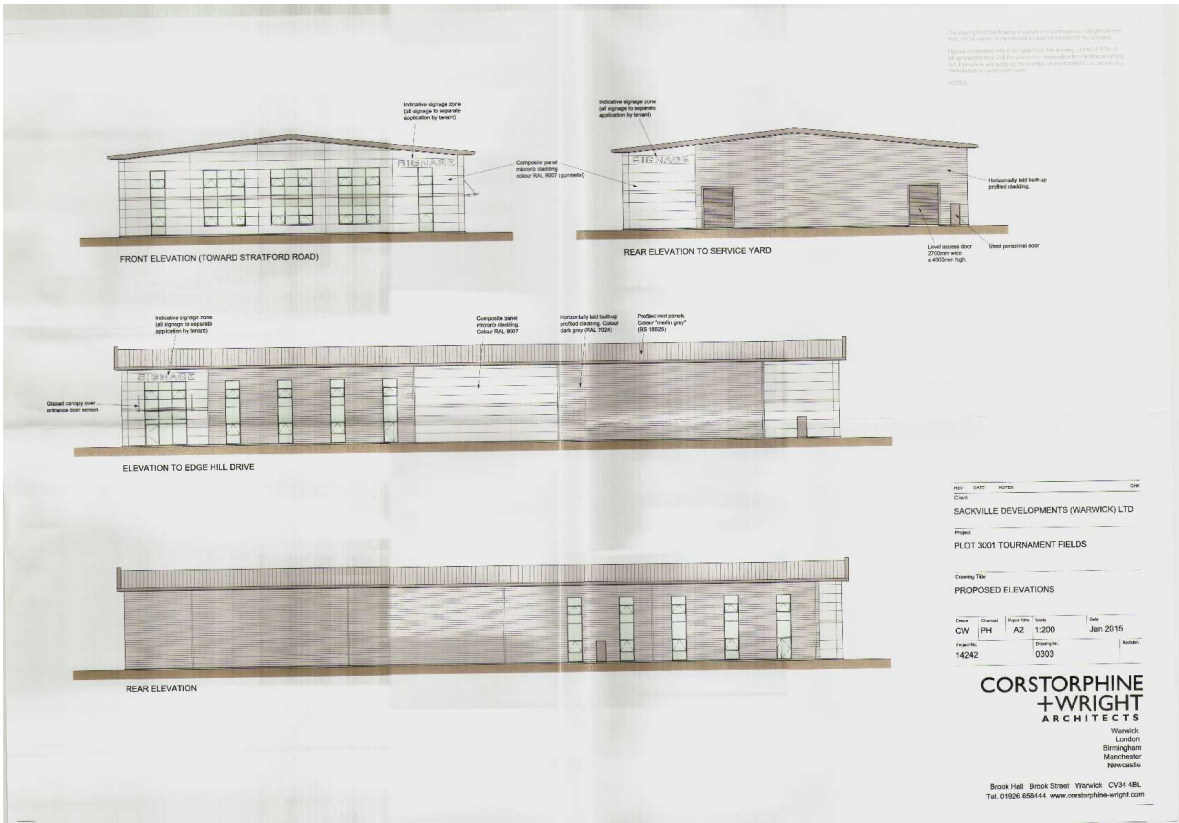 NOTES
Indicative signage zone
(all signage to separate
application by tenant)
SIGNAGE
Composite panel
microrib cladding
colour RAL 9007 (gunmetal)
FRONT ELEVATION (TOWARD STRATFORD ROAD)
Indicative signage zone
(all signage to separate
application by tenant)
SIGNAGE
Horizontally laid built-up
profiled cladding.
Level access door
2700mm wide
x 4000mm high.
Steel personnel door
REAR ELEVATION TO SERVICE YARD
Indicative signage zone
(all signage to separate
application by tenant)
SIGNAGE
Composite panel
microrib cladding.
Colour RAL 9007
Horizontally laid built-up
profiled cladding. Colour
dark grey (RAL 7024)
Profiled roof panels.
Colour "merlin grey"
(BS 18B25)
Glazed canopy over
entrance door screen
ELEVATION TO EDGE HILL DRIVE
REAR ELEVATION
REV DATE NOTES CHK
Client
SACKVILLE DEVELOPMENTS (WARWICK) LTD
Project
PLOT 3001 TOURNAMENT FIELDS
Drawing Title
PROPOSED ELEVATIONS
Drawn Checked Paper Size Scale Date
CW PH A2 1:200 Jan 2015
Project No. Drawing No. Revision
14242 0303
CORSTORPHINE
+WRIGHT
ARCHITECTS
Warwick
London
Birmingham
Manchester
Newcastle
Brook Hall Brook Street Warwick CV34 4BL
Tel. 01926 658444 www.corstorphine-wright.com